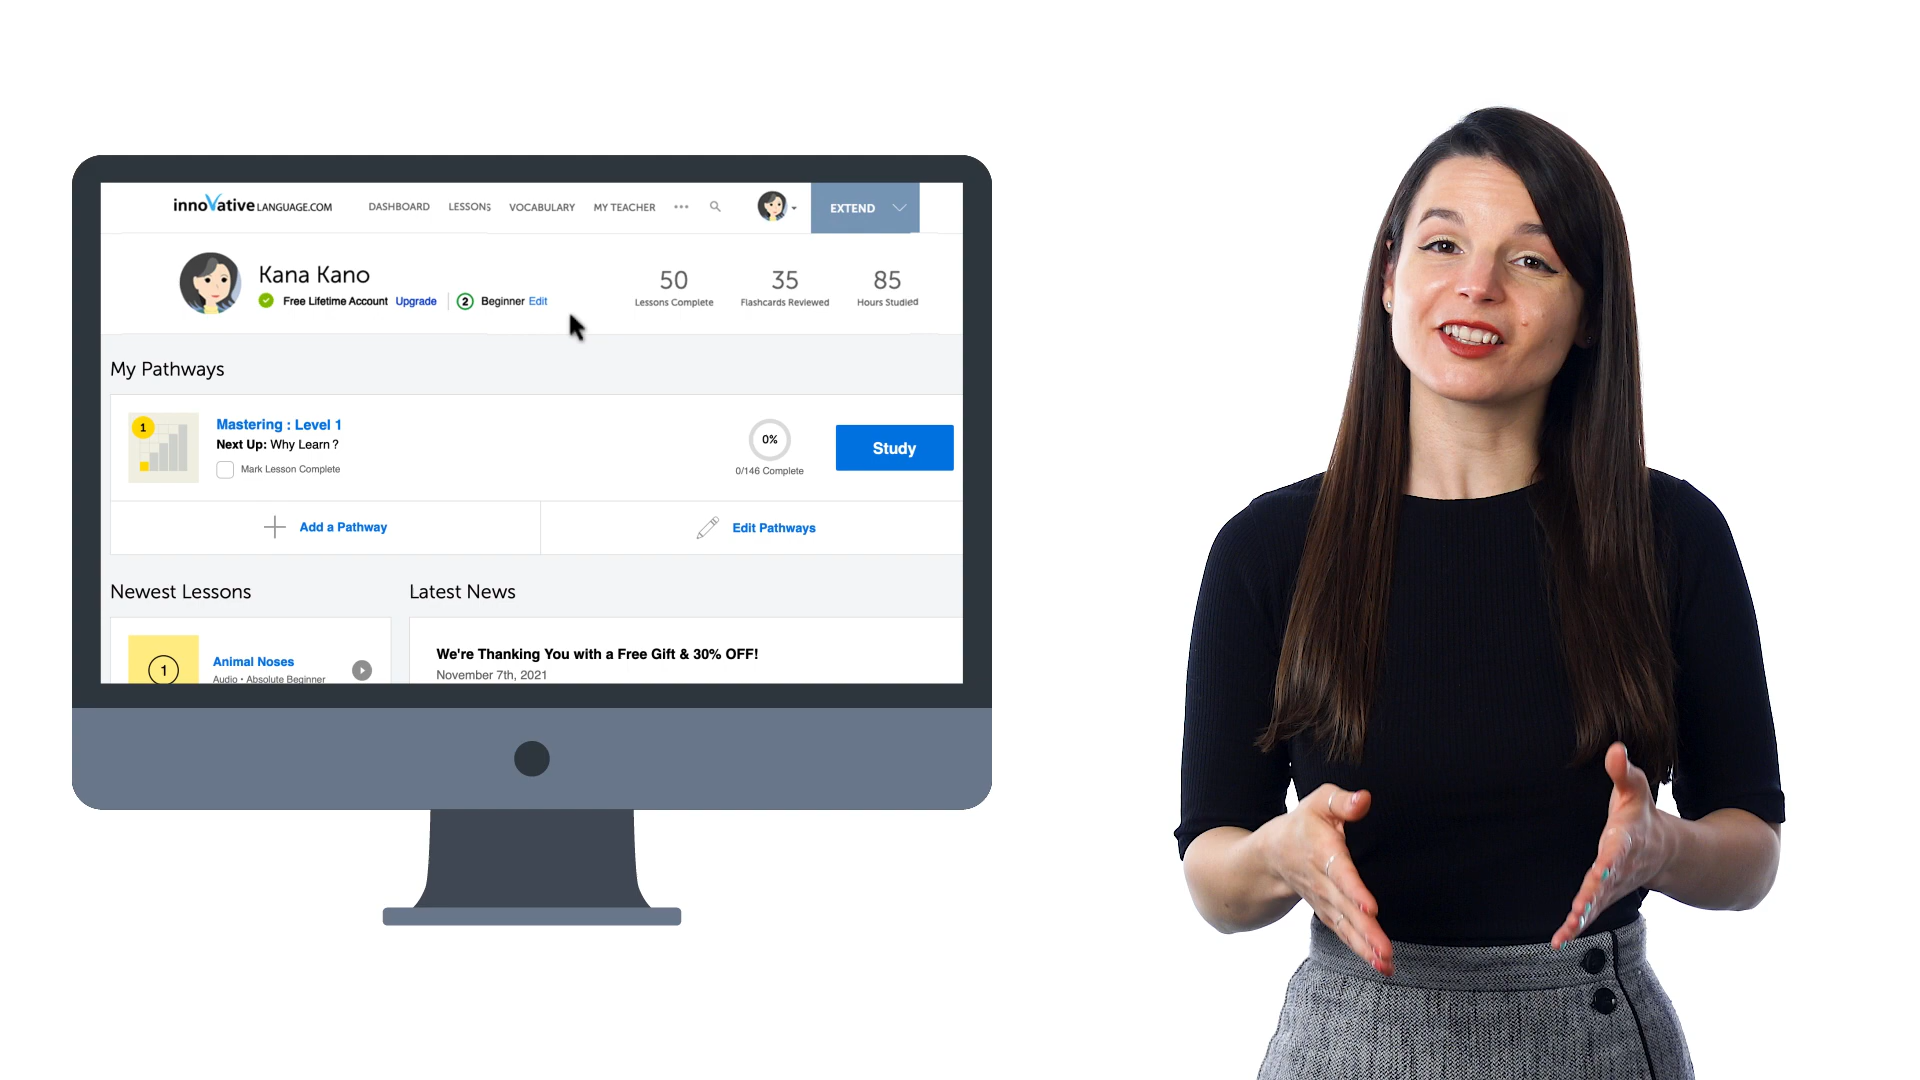 innoVative LANGUAGE.COM
DASHBOARD
LESSONS
VOCABULARY
MY TEACHER
EXTEND
Kana Kano
Free Lifetime Account Upgrade
2 Beginner Edit
50
Lessons Complete
35
Flashcards Reviewed
85
Hours Studied
My Pathways
1
Mastering : Level 1
Next Up: Why Learn ?
Mark Lesson Complete
0%
0/146 Complete
Study
Add a Pathway
Edit Pathways
Newest Lessons
1
Animal Noses
Audio • Absolute Beginner
Latest News
We're Thanking You with a Free Gift & 30% OFF!
November 7th, 2021